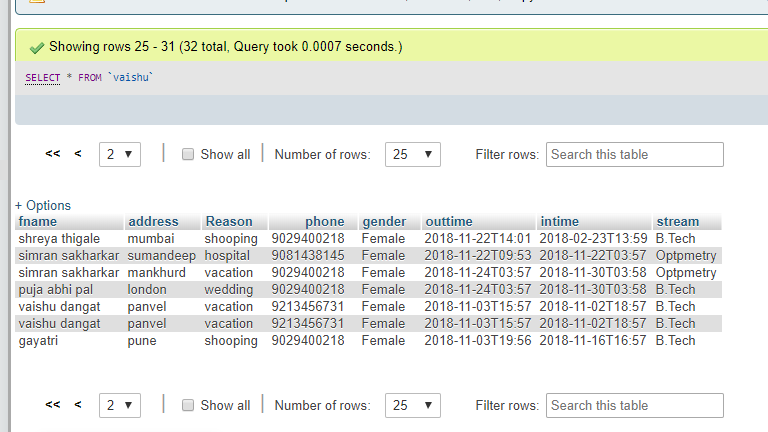 Showing rows 25 - 31 (32 total, Query took 0.0007 seconds.)
SELECT * FROM `vaishu`
<< < 2 Show all Number of rows: 25 Filter rows: Search this table
+ Options
fname address Reason phone gender outtime intime stream
shreya thigale mumbai shooping 9029400218 Female 2018-11-22T14:01 2018-02-23T13:59 B.Tech
simran sakharkar sumandeep hospital 9081438145 Female 2018-11-22T09:53 2018-11-22T03:57 Optpmetry
simran sakharkar mankhurd vacation 9029400218 Female 2018-11-24T03:57 2018-11-30T03:58 Optpmetry
puja abhi pal london wedding 9029400218 Female 2018-11-24T03:57 2018-11-30T03:58 B.Tech
vaishu dangat panvel vacation 9213456731 Female 2018-11-03T15:57 2018-11-02T18:57 B.Tech
vaishu dangat panvel vacation 9213456731 Female 2018-11-03T15:57 2018-11-02T18:57 B.Tech
gayatri pune shooping 9029400218 Female 2018-11-03T19:56 2018-11-16T16:57 B.Tech
<< < 2 Show all Number of rows: 25 Filter rows: Search this table